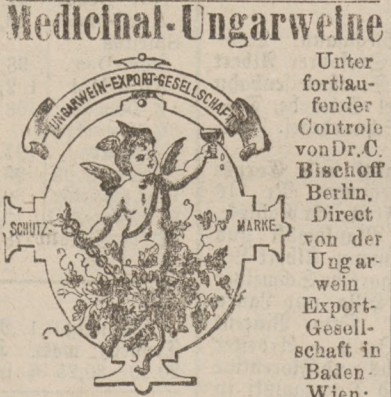 Medicinal-Ungarweine
UNGARWEIN-EXPORT-GESELLSCHAFT
SCHUTZ- MARKE.
Unter
fortlau-
fender
Controle
von Dr. C.
Bischoff
Berlin.
Direct
von der
Ungar-
wein
Export-
Gesell-
schaft in
Baden
Wien: